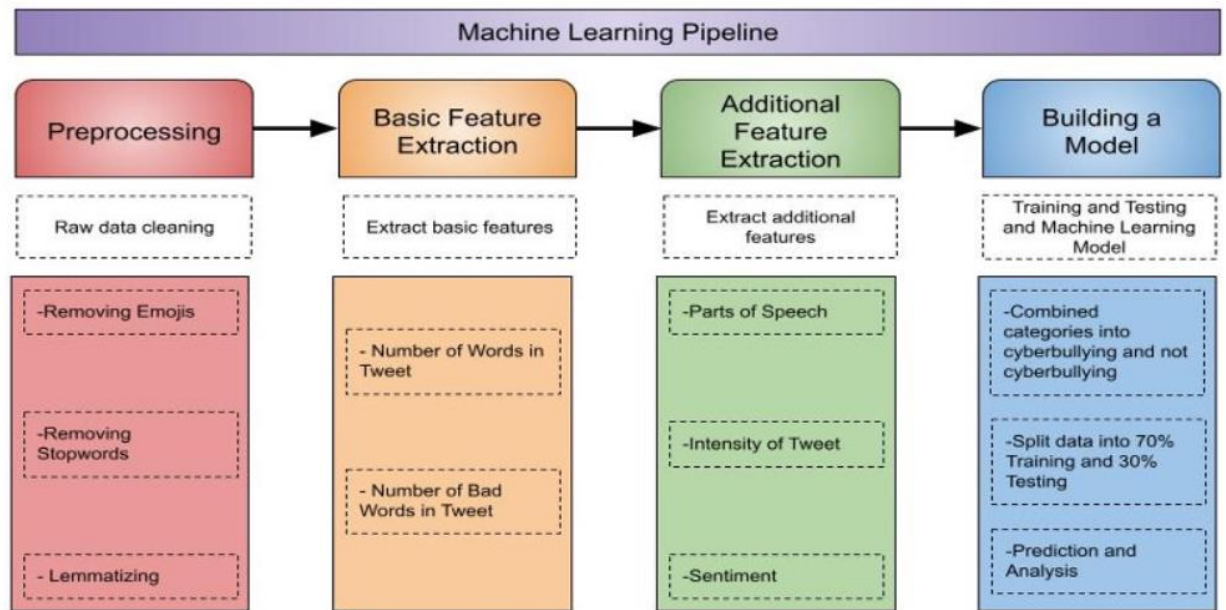 Machine Learning Pipeline
Preprocessing
Basic Feature
Extraction
Additional
Feature
Extraction
Building a
Model
Raw data cleaning
Extract basic features
Extract additional
features
Training and Testing
and Machine Learning
Model
-Removing Emojis
-Removing
Stopwords
- Lemmatizing
- Number of Words in
Tweet
- Number of Bad
Words in Tweet
-Parts of Speech
-Intensity of Tweet
-Sentiment
-Combined
categories into
cyberbullying and not
cyberbullying
-Split data into 70%
Training and 30%
Testing
-Prediction and
Analysis